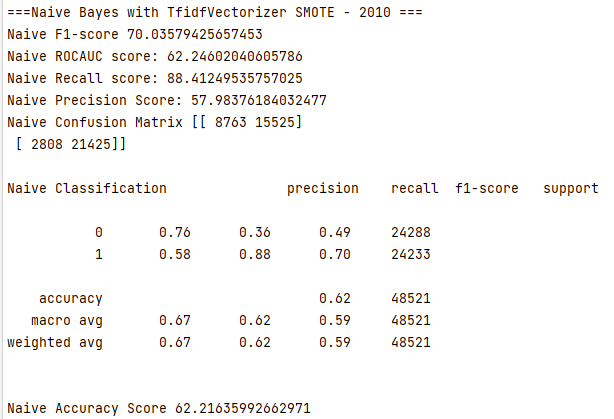 ===Naive Bayes with TfidfVectorizer SMOTE - 2010 ===
Naive F1-score 70.03579425657453
Naive ROCAUC score: 62.24602040605786
Naive Recall score: 88.41249535757025
Naive Precision Score: 57.98376184032477
Naive Confusion Matrix [[ 8763 15525]
 [ 2808 21425]]
Naive Classification               precision    recall  f1-score   support
           0       0.76      0.36      0.49     24288
           1       0.58      0.88      0.70     24233
    accuracy                           0.62     48521
   macro avg       0.67      0.62      0.59     48521
weighted avg       0.67      0.62      0.59     48521
Naive Accuracy Score 62.21635992662971